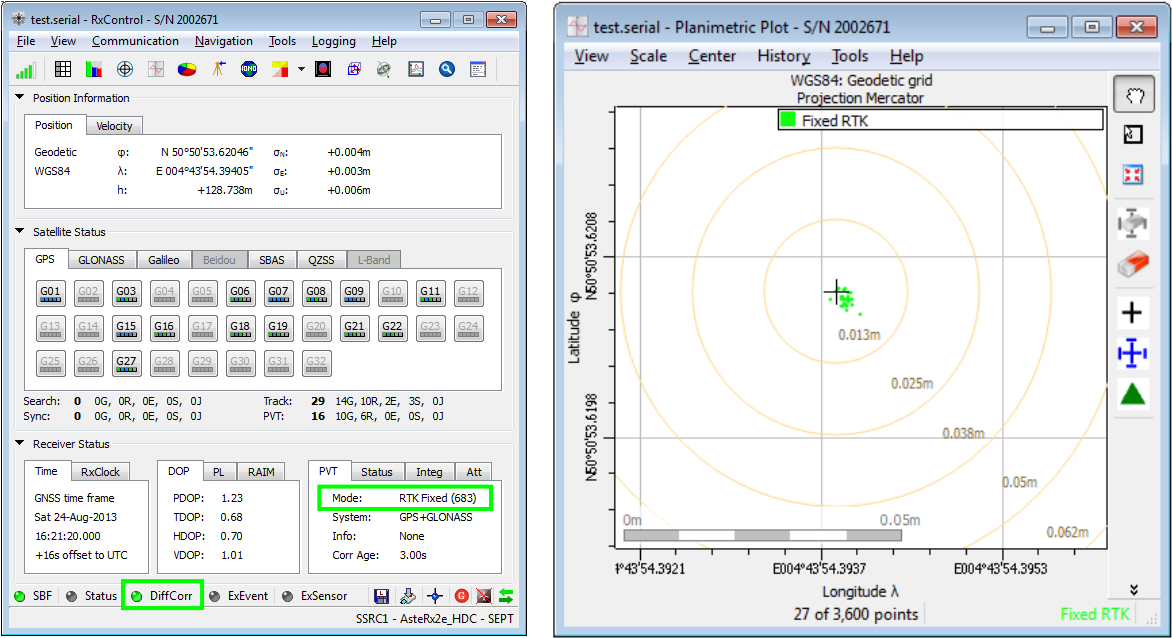 test.serial - RxControl - S/N 2002671
File View Communication Navigation Tools Logging Help
Position Information
Position Velocity
Geodetic φ: N 50°50'53.62046" σN: +0.004m
WGS84 λ: E 004°43'54.39405" σE: +0.003m
h: +128.738m σU: +0.006m
Satellite Status
GPS GLONASS Galileo Beidou SBAS QZSS L-Band
G01 G02 G03 G04 G05 G06 G07 G08 G09 G10 G11 G12
G13 G14 G15 G16 G17 G18 G19 G20 G21 G22 G23 G24
G25 G26 G27 G28 G29 G30 G31 G32
Search: 0 0G, 0R, 0E, 0S, 0J Track: 29 14G, 10R, 2E, 3S, 0J
Sync: 0 0G, 0R, 0E, 0S, 0J PVT: 16 10G, 6R, 0E, 0S, 0J
Receiver Status
Time RxClock DOP PL RAIM PVT Status Integ Att
GNSS time frame PDOP: 1.23 Mode: RTK Fixed (683)
Sat 24-Aug-2013 TDOP: 0.68 System: GPS+GLONASS
16:21:20.000 HDOP: 0.70 Info: None
+16s offset to UTC VDOP: 1.01 Corr Age: 3.00s
SBF Status DiffCorr ExEvent ExSensor
SSRC1 - AsteRx2e_HDC - SEPT
test.serial - Planimetric Plot - S/N 2002671
View Scale Center History Tools Help
WGS84: Geodetic grid
Projection Mercator
Fixed RTK
N50°50'53.6208
Latitude φ
N50°50'53.6198
0.013m
0.025m
0.038m
0.05m
0.062m
0m 0.05m
4°43'54.3921 E004°43'54.3937 E004°43'54.3953
Longitude λ
27 of 3,600 points Fixed RTK